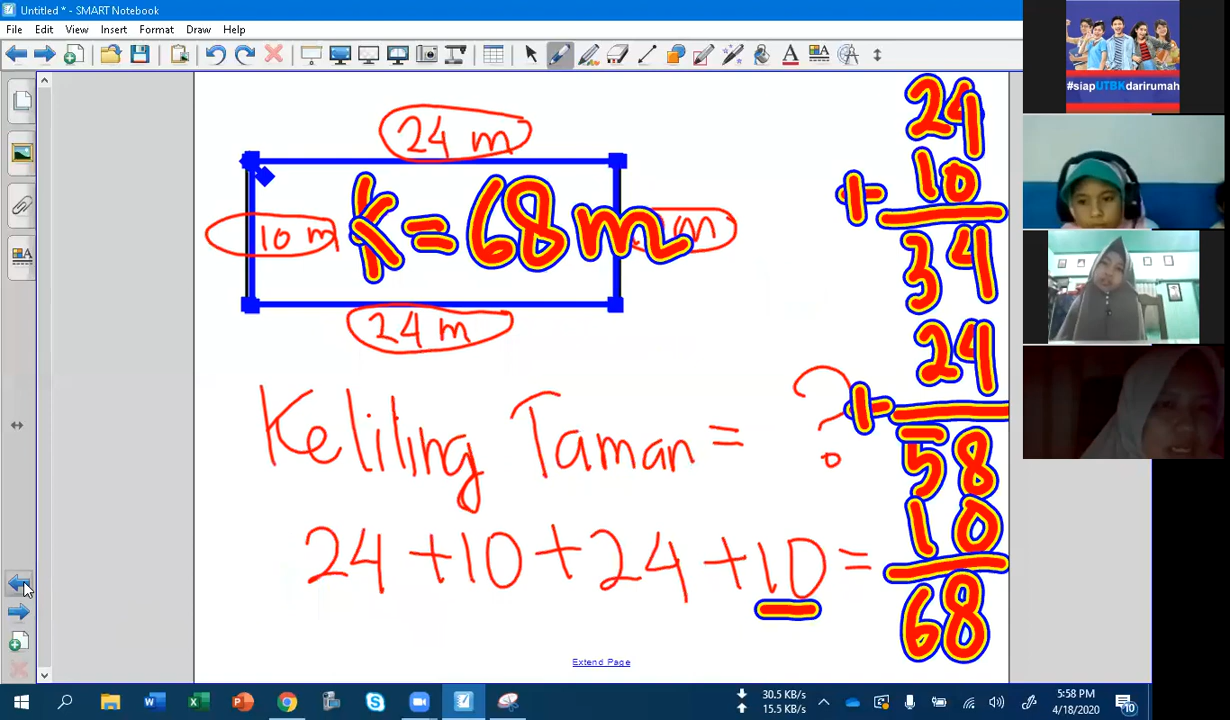 Untitled * - SMART Notebook
File Edit View Insert Format Draw Help
#siapUTBKdarirumah
24 m
10 m
k = 68 m
m
24 m
24
10
+
34
24
+
58
10
68
Keliling Taman = ?
24 + 10 + 24 + 10 =
Extend Page
30.5 KB/s
15.5 KB/s
5:58 PM
4/18/2020
10